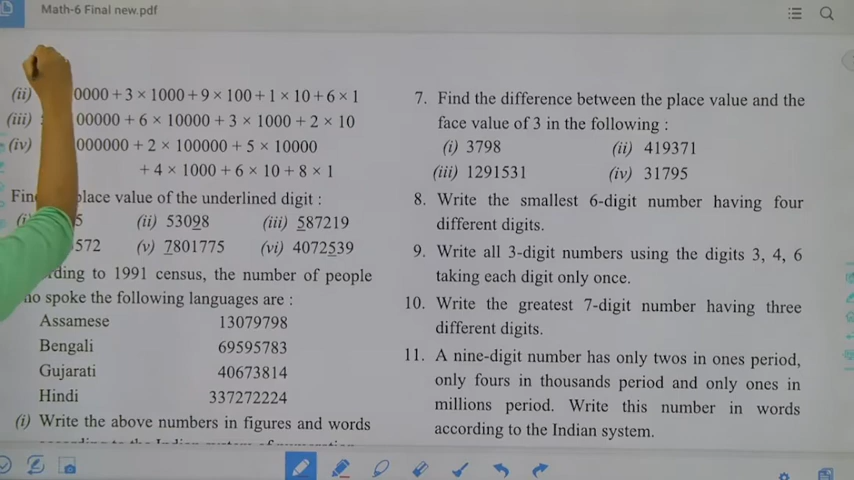 Math-6 Final new.pdf
(ii) 0000 + 3 × 1000 + 9 × 100 + 1 × 10 + 6 × 1
(iii) 00000 + 6 × 10000 + 3 × 1000 + 2 × 10
(iv) 000000 + 2 × 100000 + 5 × 10000
+ 4 × 1000 + 6 × 10 + 8 × 1
place value of the underlined digit :
(ii) 53098 (iii) 587219
572 (v) 7801775 (vi) 4072539
to 1991 census, the number of people
spoke the following languages are :
Assamese 13079798
Bengali 69595783
Gujarati 40673814
Hindi 337272224
(i) Write the above numbers in figures and words
7. Find the difference between the place value and the
face value of 3 in the following :
(i) 3798 (ii) 419371
(iii) 1291531 (iv) 31795
8. Write the smallest 6-digit number having four
different digits.
9. Write all 3-digit numbers using the digits 3, 4, 6
taking each digit only once.
10. Write the greatest 7-digit number having three
different digits.
11. A nine-digit number has only twos in ones period,
only fours in thousands period and only ones in
millions period. Write this number in words
according to the Indian system.